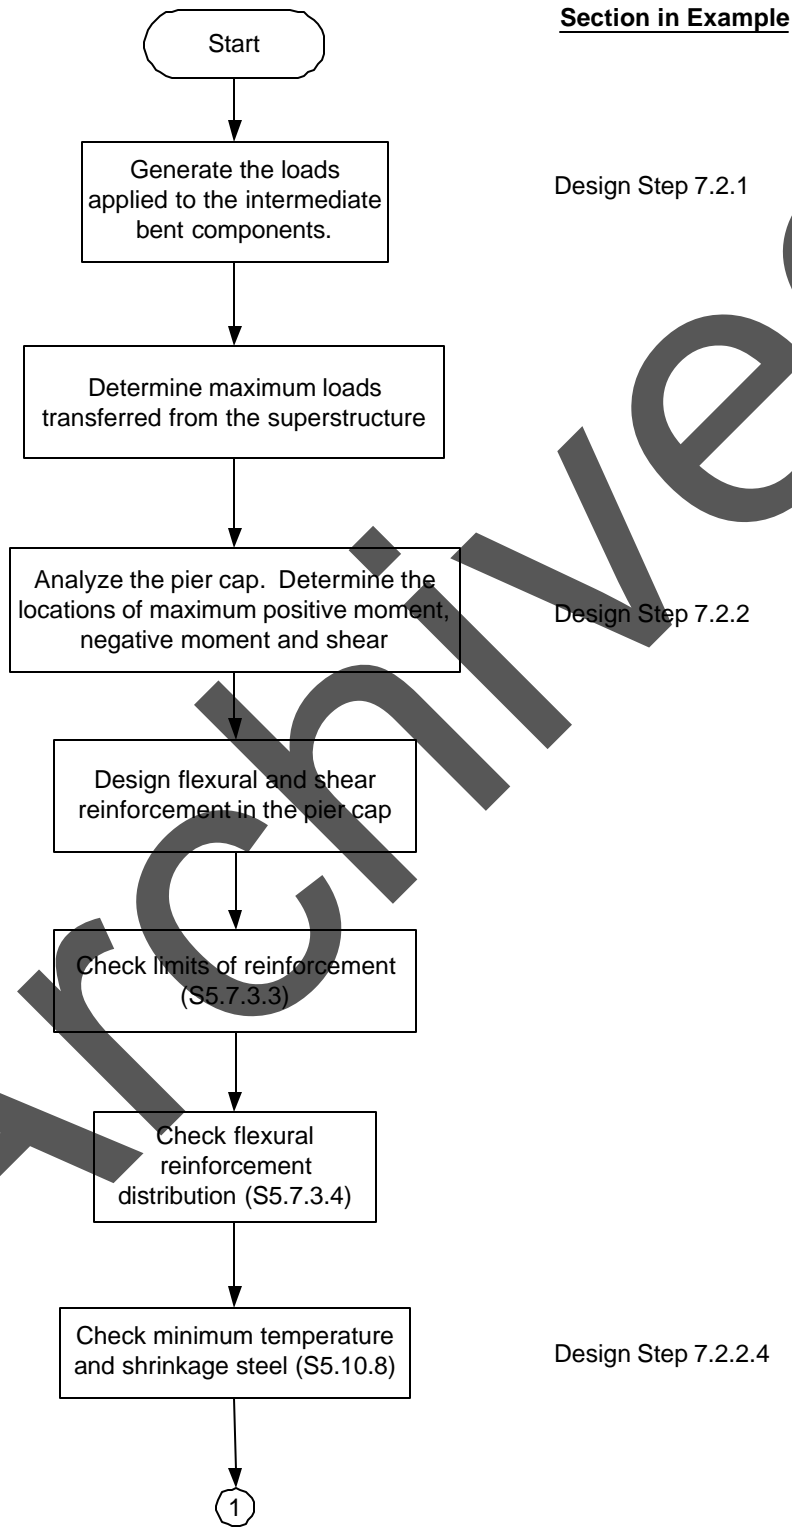 Section in Example
Start
Generate the loads
applied to the intermediate
bent components.
Design Step 7.2.1
Determine maximum loads
transferred from the superstructure
Analyze the pier cap. Determine the
locations of maximum positive moment,
negative moment and shear
Design Step 7.2.2
Design flexural and shear
reinforcement in the pier cap
Check limits of reinforcement
(S5.7.3.3)
Check flexural
reinforcement
distribution (S5.7.3.4)
Check minimum temperature
and shrinkage steel (S5.10.8)
Design Step 7.2.2.4
1
Archive